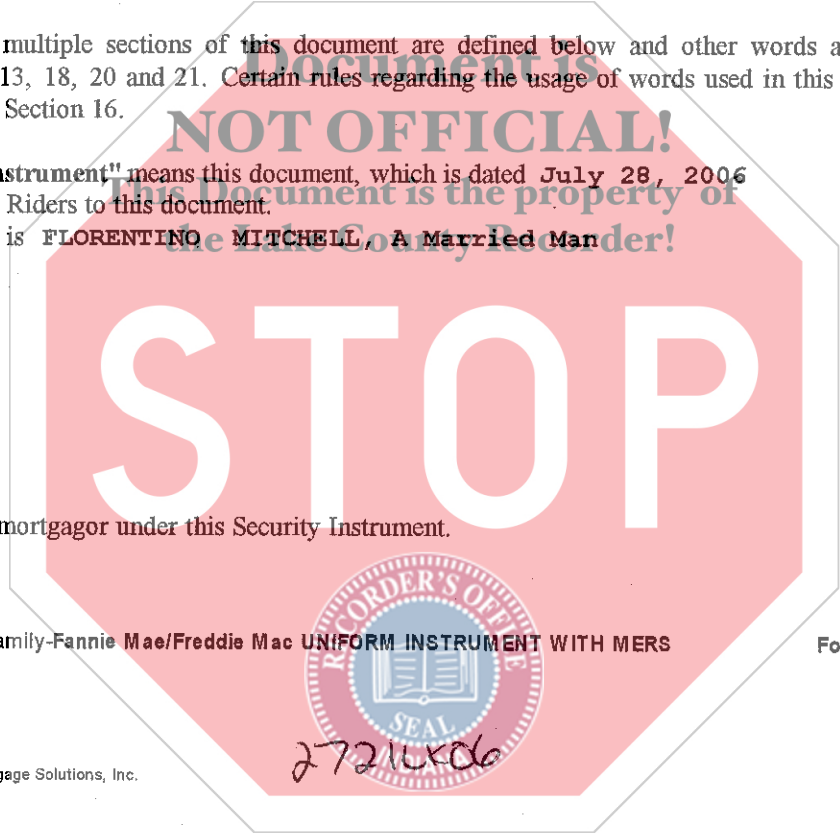 multiple sections of this document are defined below and other words a
13, 18, 20 and 21. Certain rules regarding the usage of words used in this
Section 16.
Document is
NOT OFFICIAL!
strument" means this document, which is dated July 28, 2006
This Document is the property of
Riders to this document.
is FLORENTINO MITCHELL, A Married Man
the Lake County Recorder!
STOP
mortgagor under this Security Instrument.
RECORDER'S OFFICE
amily-Fannie Mae/Freddie Mac UNIFORM INSTRUMENT WITH MERS
Fo
SEAL
gage Solutions, Inc.